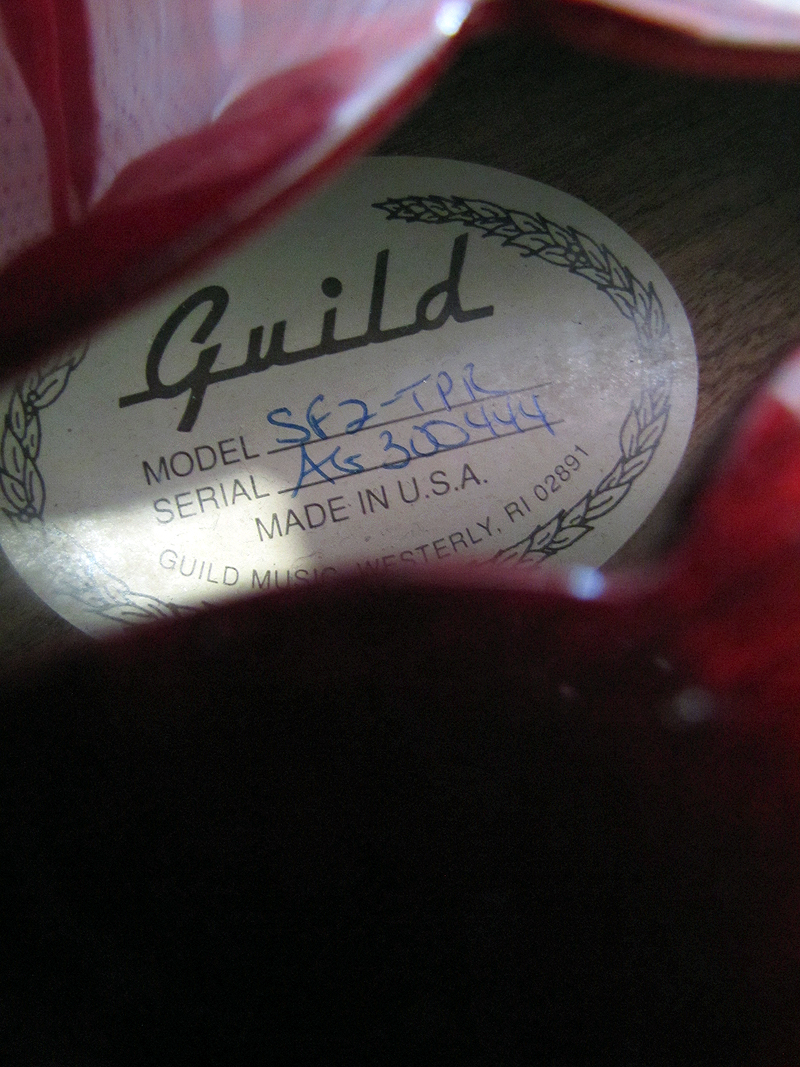 Guild
MODEL SF2-TPR
SERIAL AG300444
MADE IN U.S.A.
GUILD MUSIC, WESTERLY, RI 02891